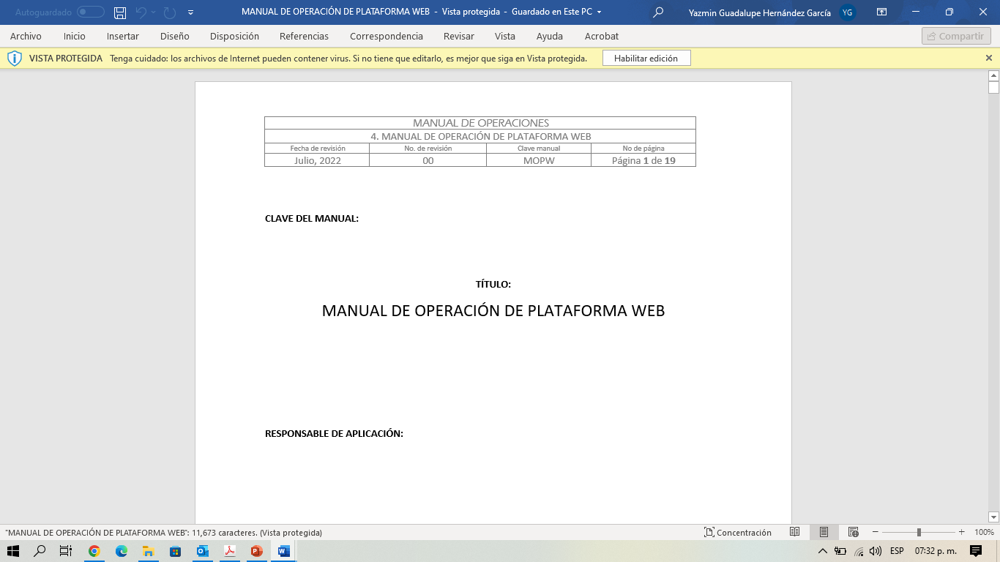 Autoguardado
MANUAL DE OPERACIÓN DE PLATAFORMA WEB - Vista protegida - Guardado en Este PC
Yazmin Guadalupe Hernández García
YG
Archivo Inicio Insertar Diseño Disposición Referencias Correspondencia Revisar Vista Ayuda Acrobat
Compartir
VISTA PROTEGIDA Tenga cuidado: los archivos de Internet pueden contener virus. Si no tiene que editarlo, es mejor que siga en Vista protegida.
Habilitar edición
MANUAL DE OPERACIONES
4. MANUAL DE OPERACIÓN DE PLATAFORMA WEB
Fecha de revisión No. de revisión Clave manual No de página
Julio, 2022 00 MOPW Página 1 de 19
CLAVE DEL MANUAL:
TÍTULO:
MANUAL DE OPERACIÓN DE PLATAFORMA WEB
RESPONSABLE DE APLICACIÓN:
"MANUAL DE OPERACIÓN DE PLATAFORMA WEB": 11,673 caracteres. (Vista protegida)
Concentración
100%
ESP 07:32 p. m.